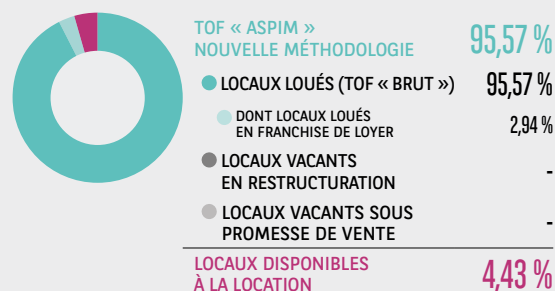 TOF « ASPIM »
NOUVELLE MÉTHODOLOGIE 95,57 %
LOCAUX LOUÉS (TOF « BRUT ») 95,57 %
DONT LOCAUX LOUÉS
EN FRANCHISE DE LOYER 2,94 %
LOCAUX VACANTS
EN RESTRUCTURATION -
LOCAUX VACANTS SOUS
PROMESSE DE VENTE -
LOCAUX DISPONIBLES
À LA LOCATION 4,43 %